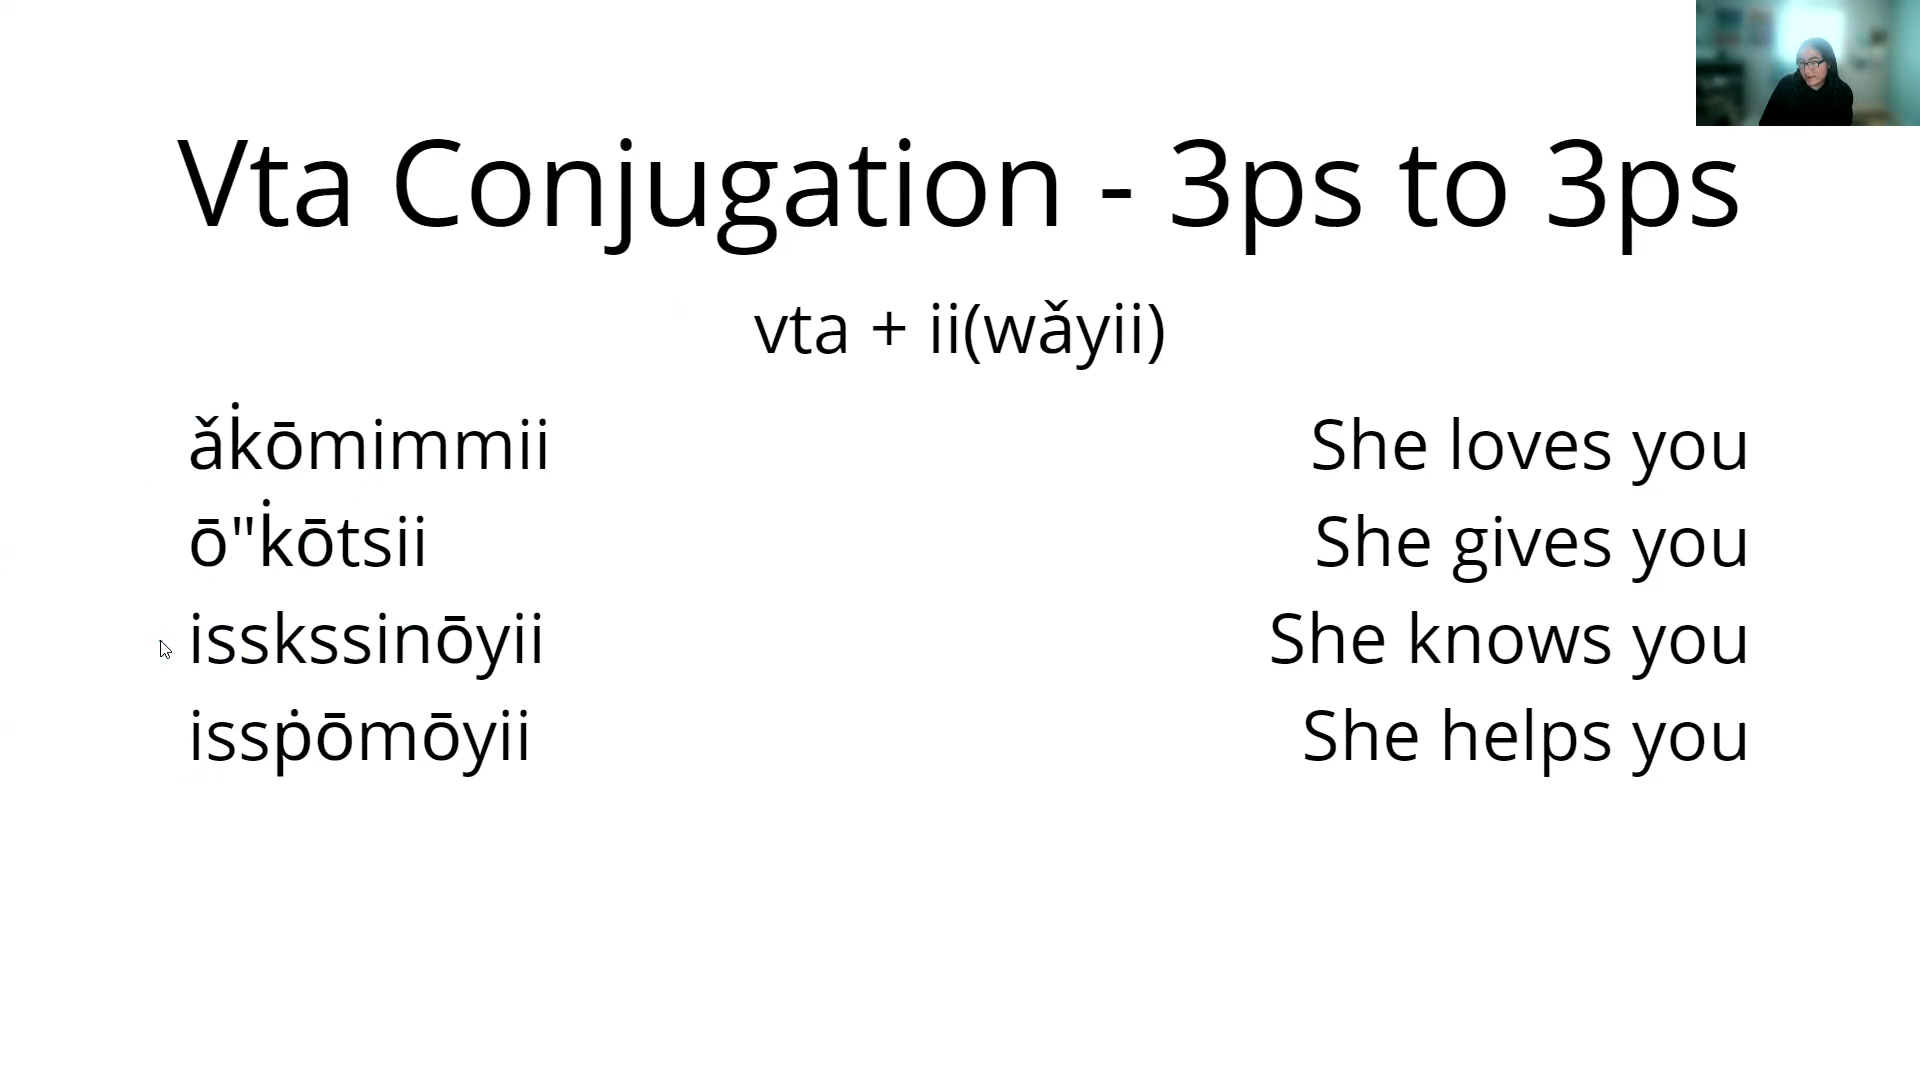 Vta Conjugation - 3ps to 3ps
vta + ii(wǎyii)
ǎk̇ōmimmii She loves you
ō"k̇ōtsii She gives you
isskssinōyii She knows you
issṗōmōyii She helps you